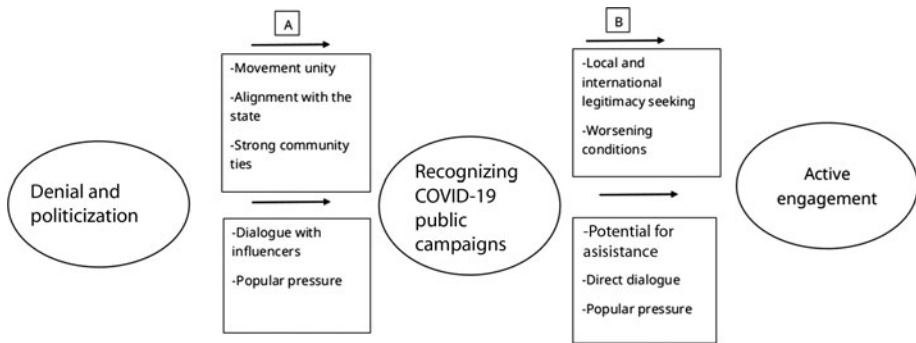 A
-Movement unity
-Alignment with the
state
-Strong community
ties
B
-Local and
international
legitimacy seeking
-Worsening
conditions
Denial and
politicization
Recognizing
COVID-19
public
campaigns
Active
engagement
-Dialogue with
influencers
-Popular pressure
-Potential for
asisistance
-Direct dialogue
-Popular pressure